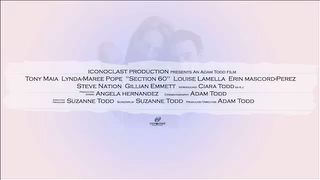 ICONOCLAST PRODUCTION PRESENTS AN ADAM TODD FILM
TONY MAIA LYNDA-MAREE POPE "SECTION 60" LOUISE LAMELLA ERIN MASCORD-PEREZ
STEVE NATION GILLIAN EMMETT CIARA TODD
ANGELA HERNANDEZ ADAM TODD
SUZANNE TODD SUZANNE TODD ADAM TODD